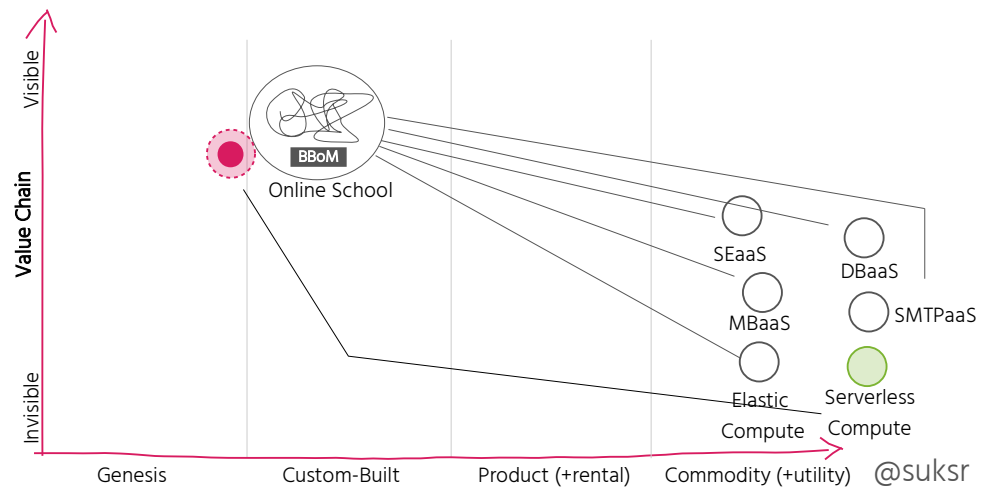 Visible
Value Chain
Invisible
BBoM
Online School
SEaaS
DBaaS
MBaaS
SMTPaaS
Elastic
Compute
Serverless
Compute
Genesis
Custom-Built
Product (+rental)
Commodity (+utility)
@suksr